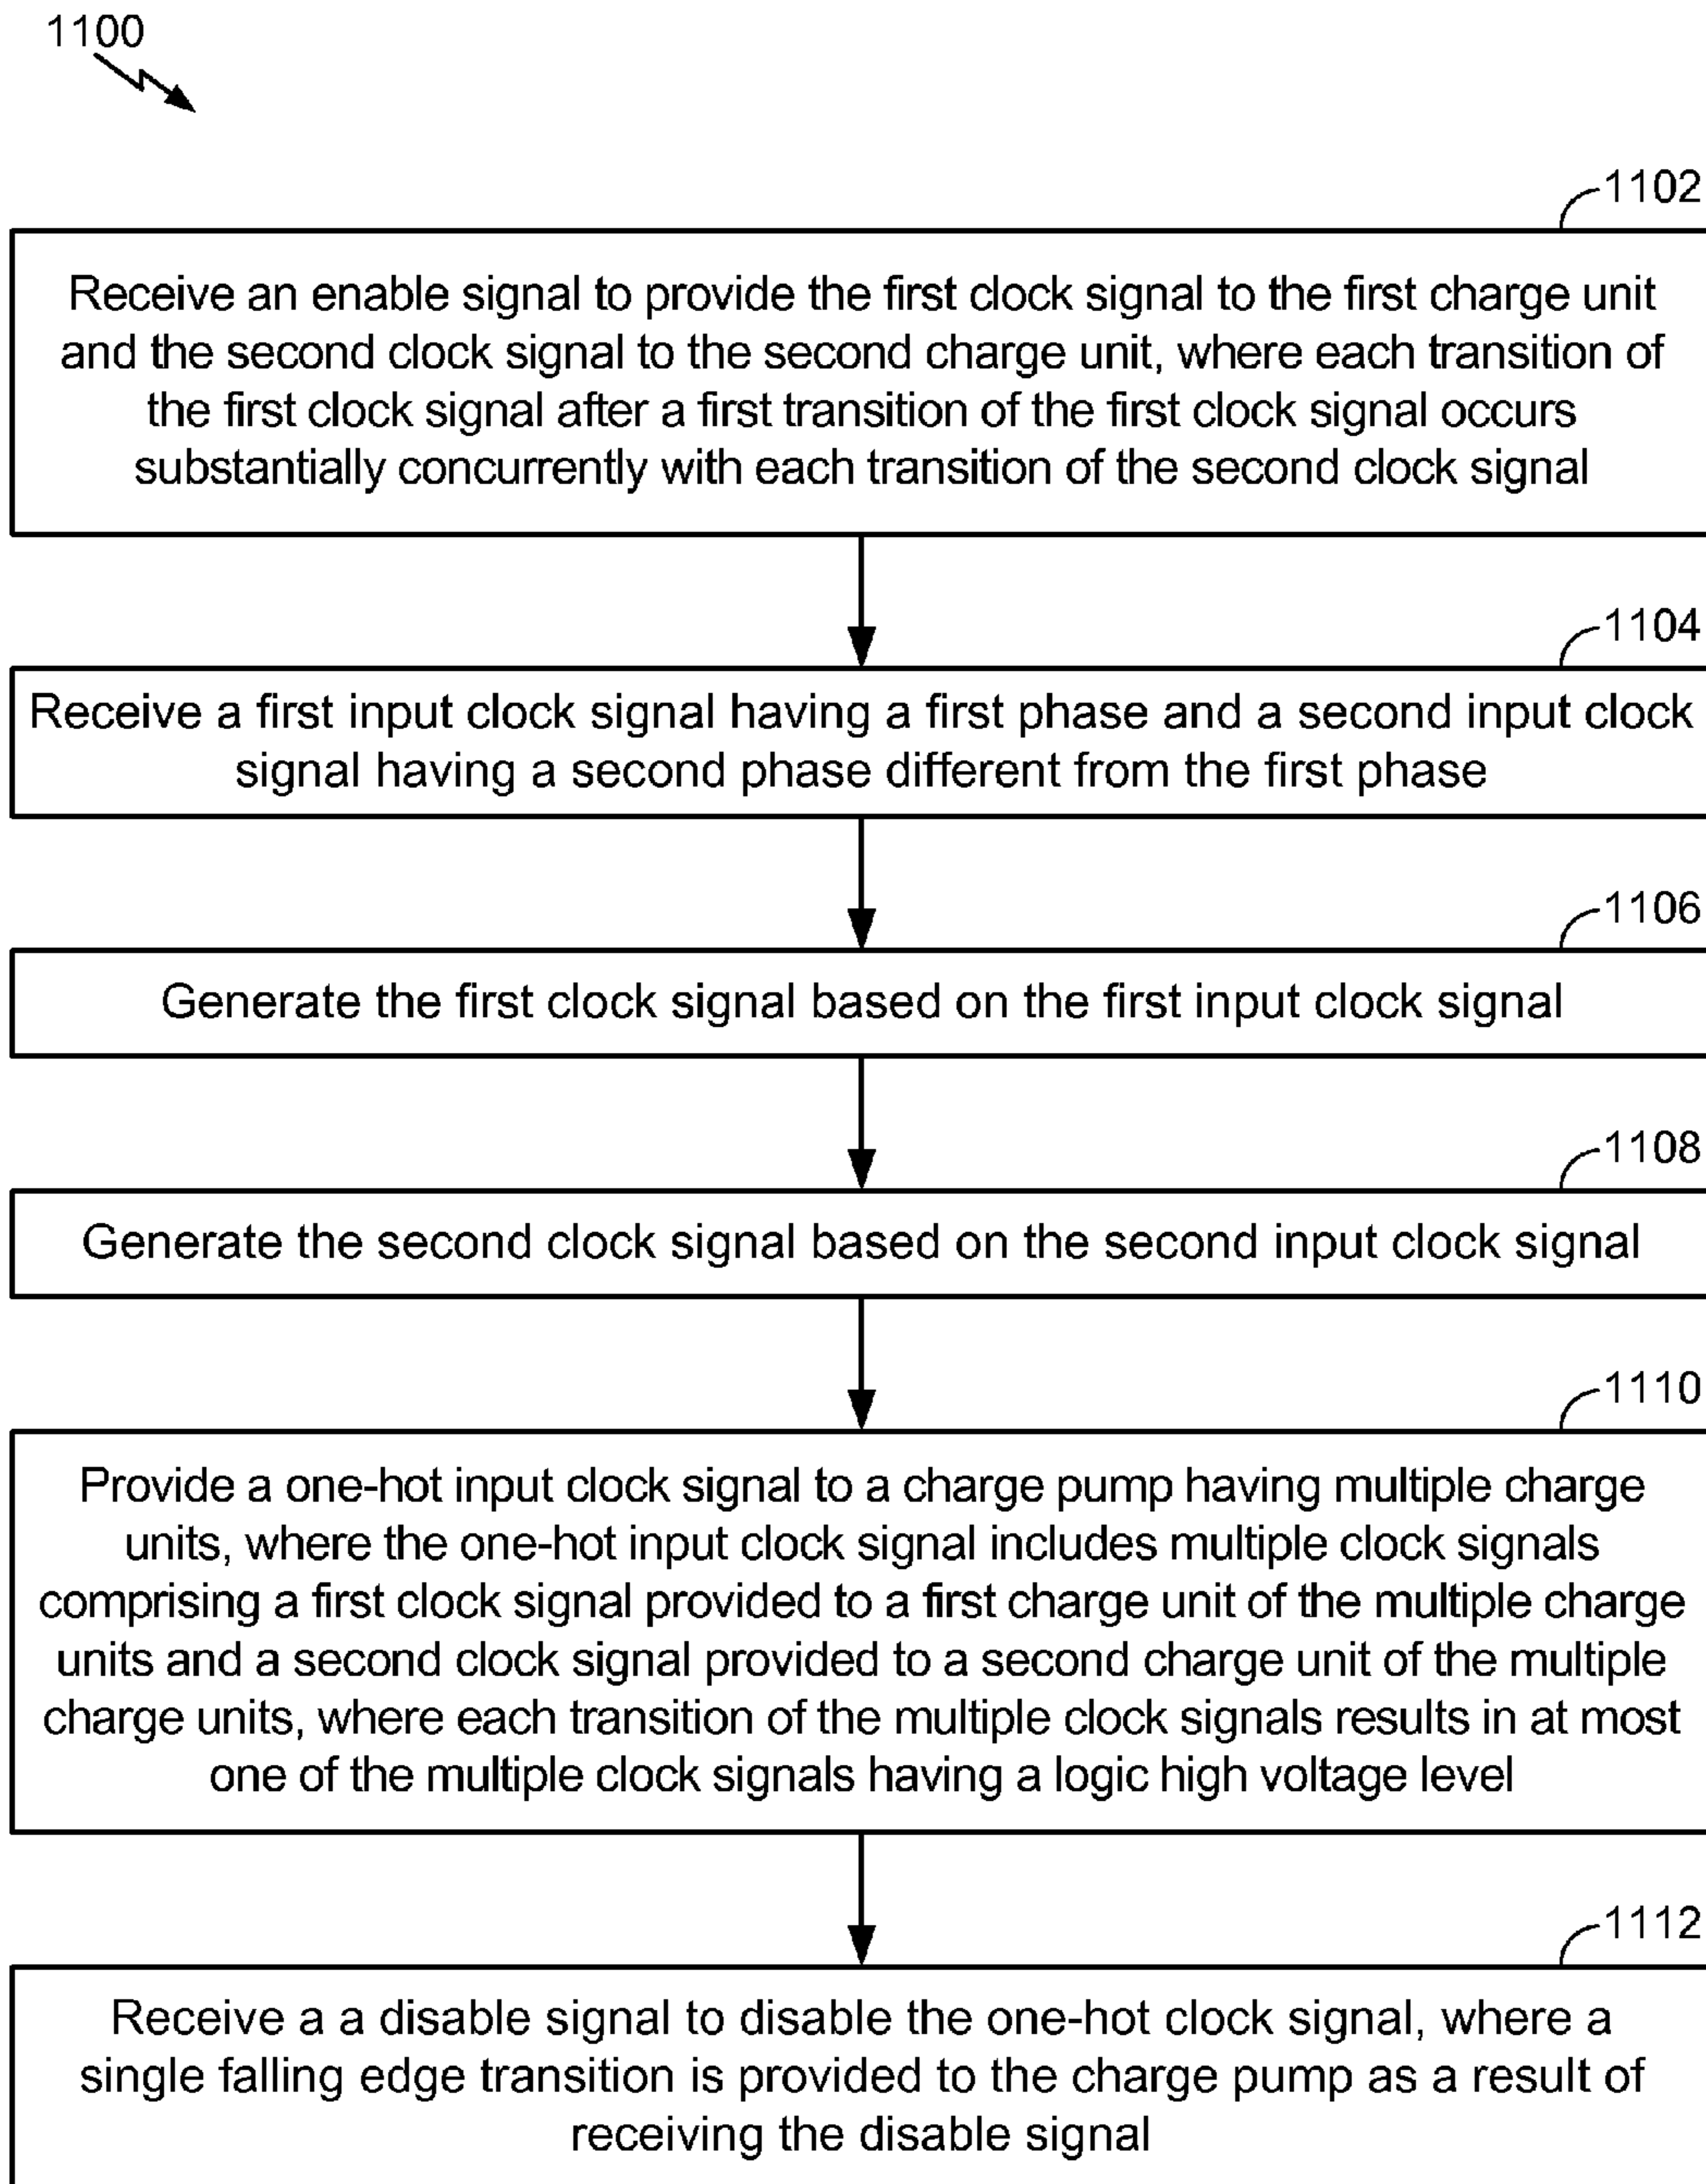 1100
1102
Receive an enable signal to provide the first clock signal to the first charge unit
and the second clock signal to the second charge unit, where each transition of
the first clock signal after a first transition of the first clock signal occurs
substantially concurrently with each transition of the second clock signal
1104
Receive a first input clock signal having a first phase and a second input clock
signal having a second phase different from the first phase
1106
Generate the first clock signal based on the first input clock signal
1108
Generate the second clock signal based on the second input clock signal
1110
Provide a one-hot input clock signal to a charge pump having multiple charge
units, where the one-hot input clock signal includes multiple clock signals
comprising a first clock signal provided to a first charge unit of the multiple charge
units and a second clock signal provided to a second charge unit of the multiple
charge units, where each transition of the multiple clock signals results in at most
one of the multiple clock signals having a logic high voltage level
1112
Receive a a disable signal to disable the one-hot clock signal, where a
single falling edge transition is provided to the charge pump as a result of
receiving the disable signal